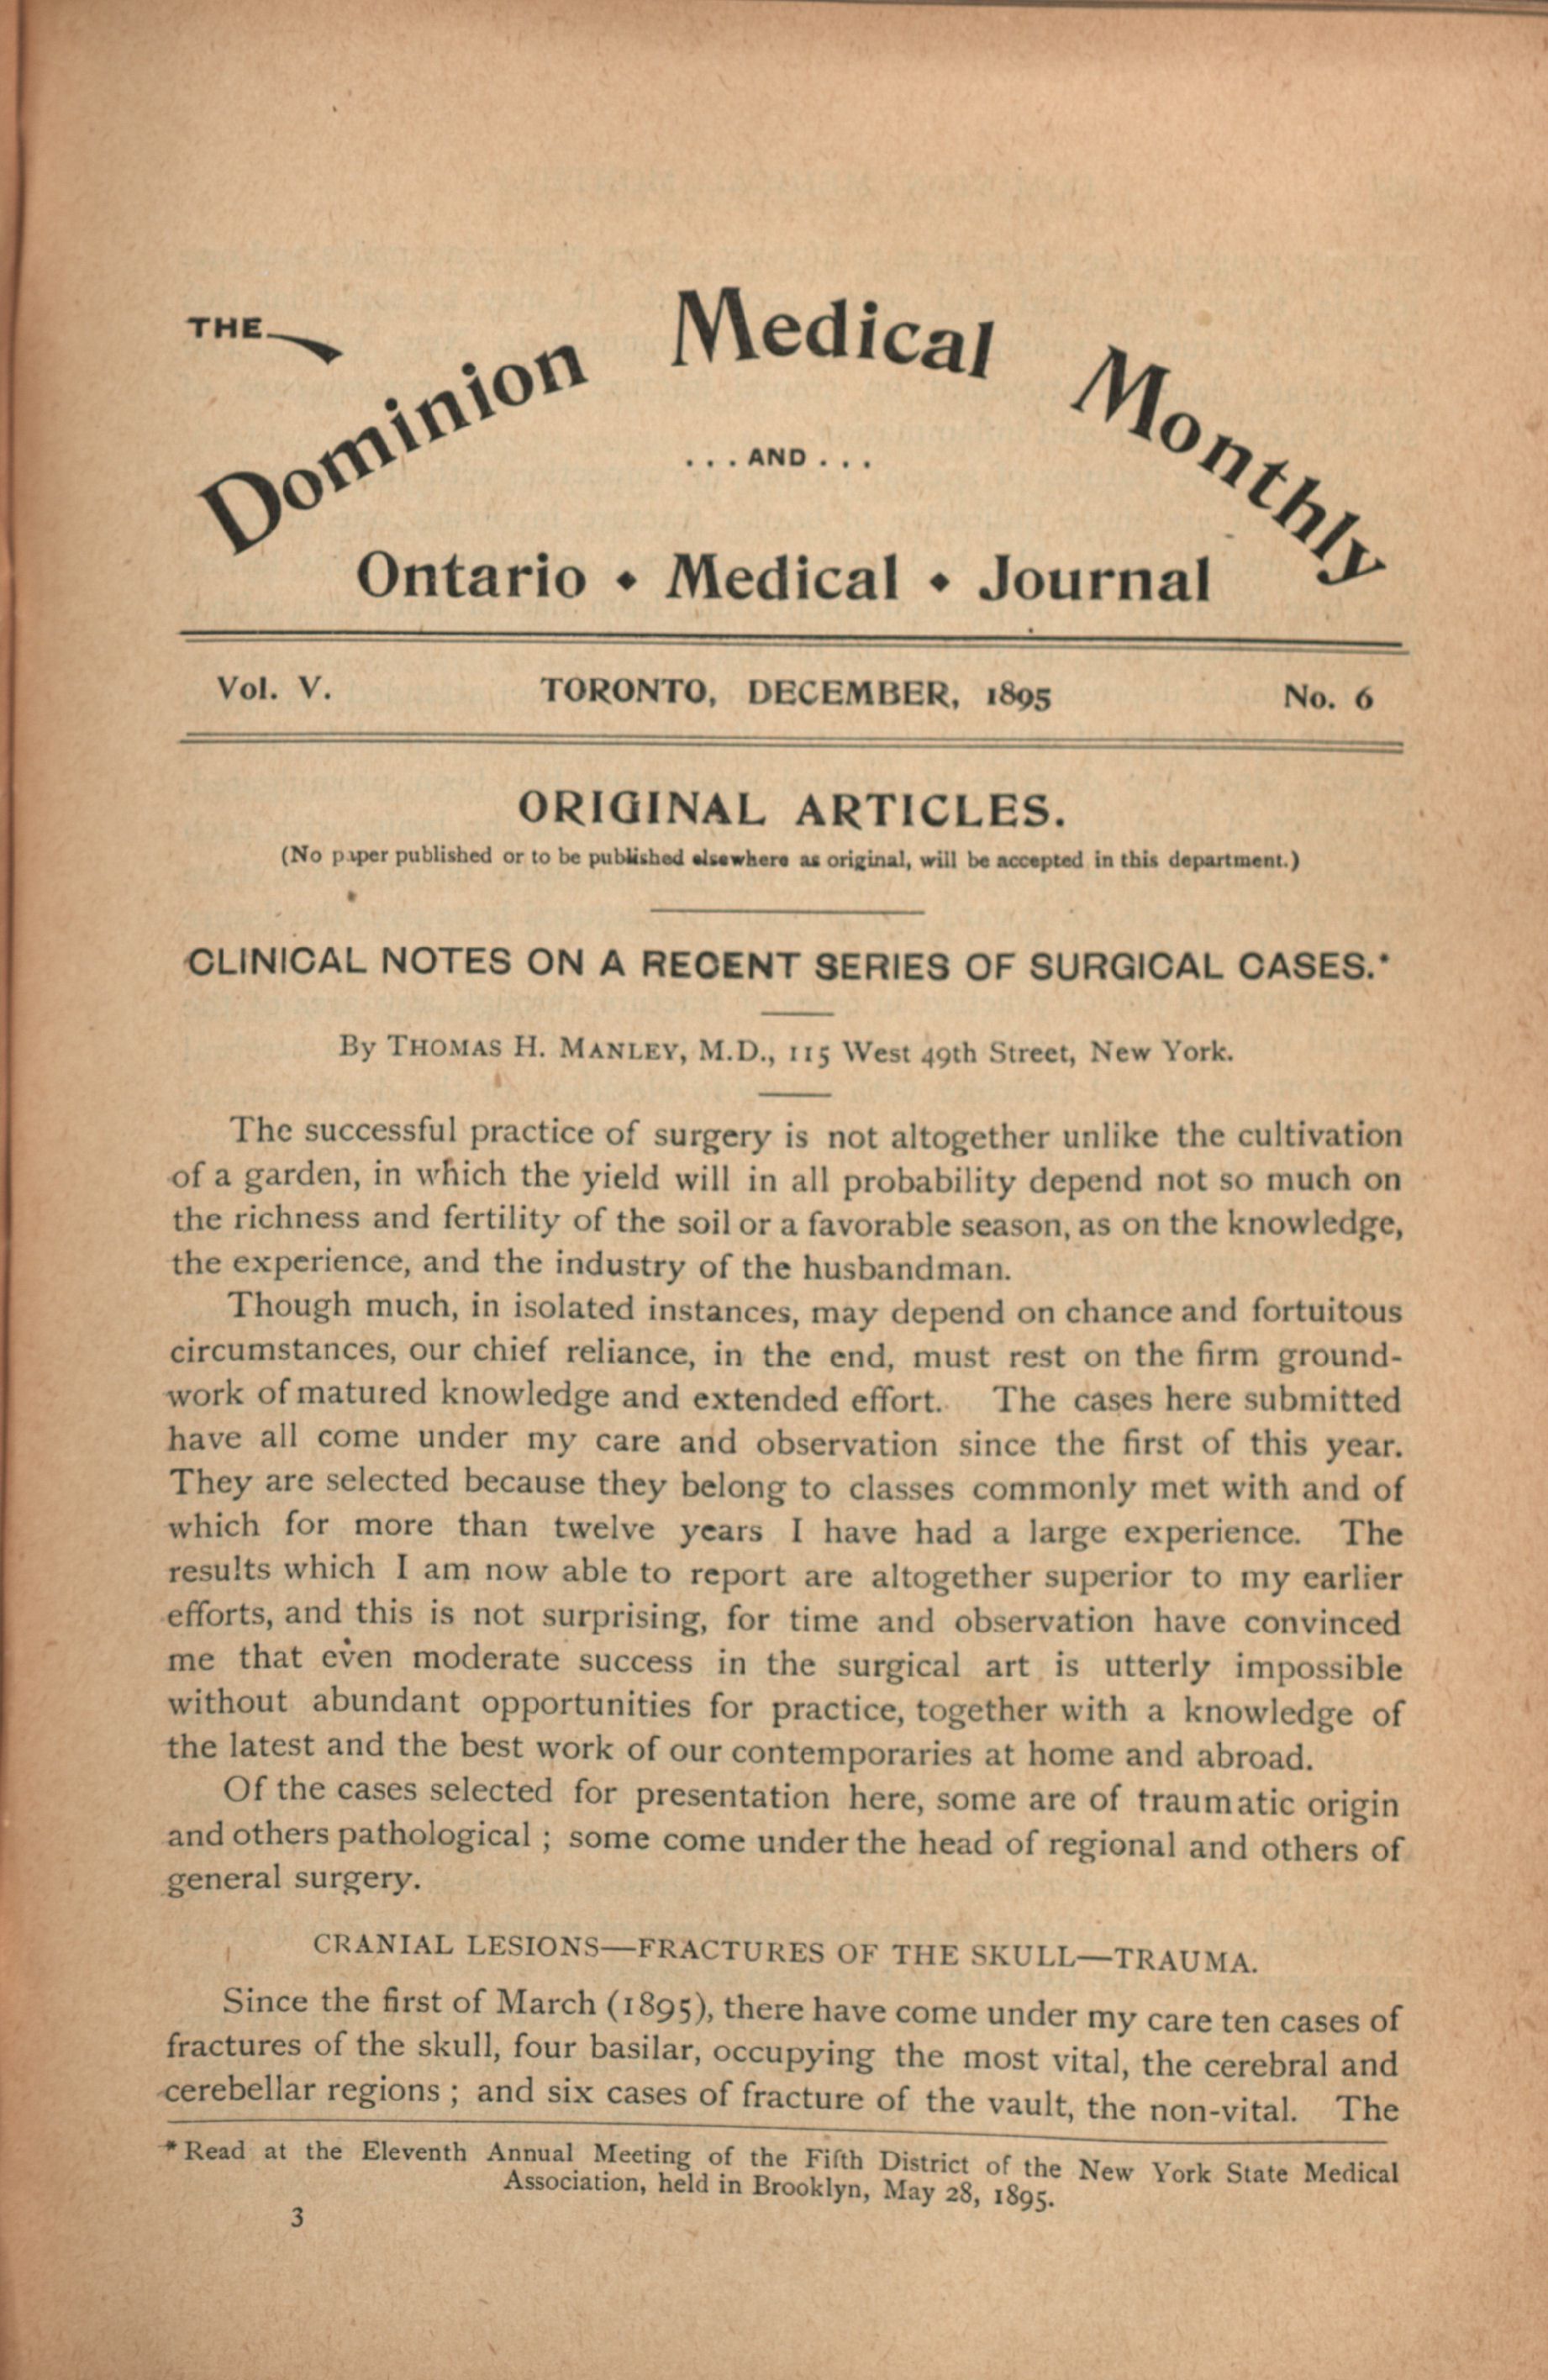 THE
Dominion Medical Monthly
... AND ...
Ontario • Medical • Journal
Vol. V. TORONTO, DECEMBER, 1895 No. 6
ORIGINAL ARTICLES.
(No paper published or to be published elsewhere as original, will be accepted in this department.)
CLINICAL NOTES ON A RECENT SERIES OF SURGICAL CASES.*
By THOMAS H. MANLEY, M.D., 115 West 49th Street, New York.
The successful practice of surgery is not altogether unlike the cultivation
of a garden, in which the yield will in all probability depend not so much on
the richness and fertility of the soil or a favorable season, as on the knowledge,
the experience, and the industry of the husbandman.
Though much, in isolated instances, may depend on chance and fortuitous
circumstances, our chief reliance, in the end, must rest on the firm ground-
work of matured knowledge and extended effort. The cases here submitted
have all come under my care and observation since the first of this year.
They are selected because they belong to classes commonly met with and of
which for more than twelve years I have had a large experience. The
results which I am now able to report are altogether superior to my earlier
efforts, and this is not surprising, for time and observation have convinced
me that even moderate success in the surgical art is utterly impossible
without abundant opportunities for practice, together with a knowledge of
the latest and the best work of our contemporaries at home and abroad.
Of the cases selected for presentation here, some are of traumatic origin
and others pathological ; some come under the head of regional and others of
general surgery.
CRANIAL LESIONS—FRACTURES OF THE SKULL—TRAUMA.
Since the first of March (1895), there have come under my care ten cases of
fractures of the skull, four basilar, occupying the most vital, the cerebral and
cerebellar regions ; and six cases of fracture of the vault, the non-vital. The
*Read at the Eleventh Annual Meeting of the Fifth District of the New York State Medical
Association, held in Brooklyn, May 28, 1895.
3